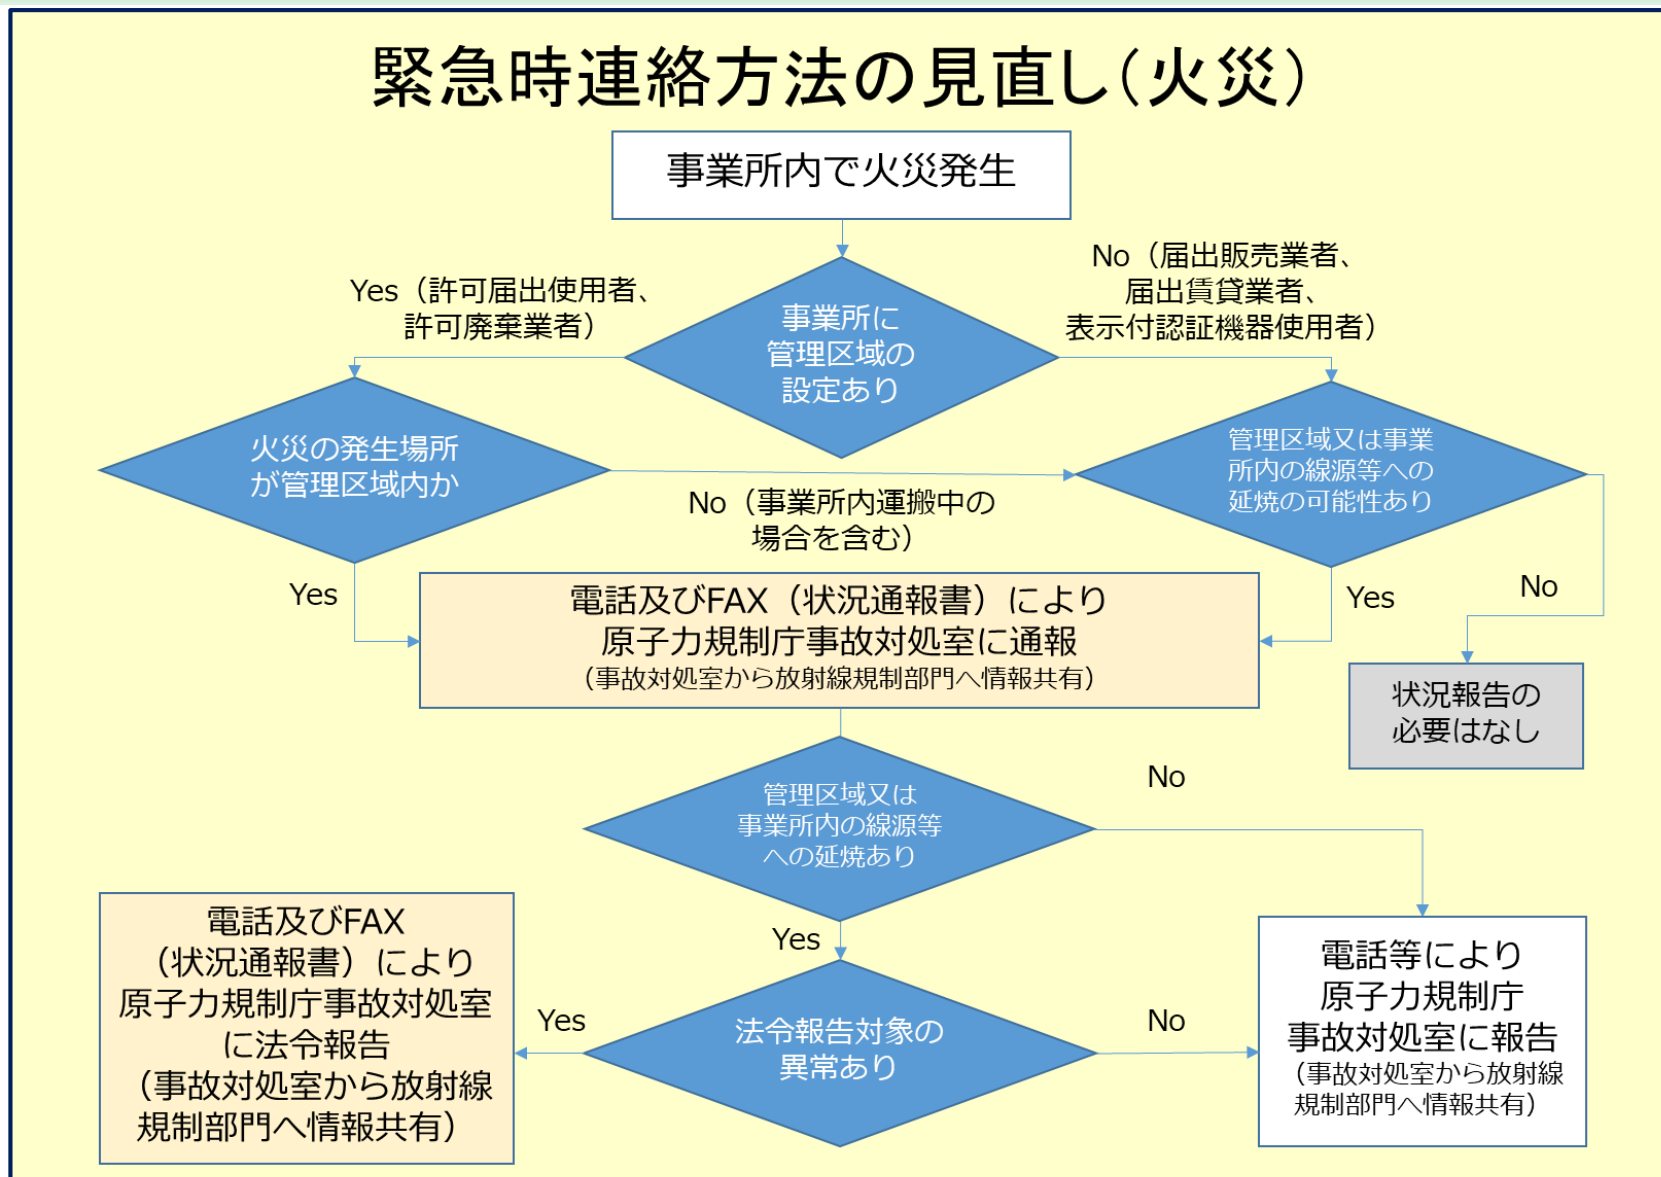 緊急時連絡方法の見直し（火災）
事業所内で火災発生
Yes（許可届出使用者、
許可廃棄業者）
No（届出販売業者、
届出賃貸業者、
表示付認証機器使用者）
事業所に
管理区域の
設定あり
火災の発生場所
が管理区域内か
管理区域又は事業
所内の線源等への
延焼の可能性あり
No（事業所内運搬中の
場合を含む）
Yes
電話及びFAX（状況通報書）により
原子力規制庁事故対処室に通報
（事故対処室から放射線規制部門へ情報共有）
Yes
No
状況報告の
必要はなし
管理区域又は
事業所内の線源等
への延焼あり
No
Yes
電話及びFAX
（状況通報書）により
原子力規制庁事故対処室
に法令報告
（事故対処室から放射線
規制部門へ情報共有）
Yes
法令報告対象の
異常あり
No
電話等により
原子力規制庁
事故対処室に報告
（事故対処室から放射線
規制部門へ情報共有）